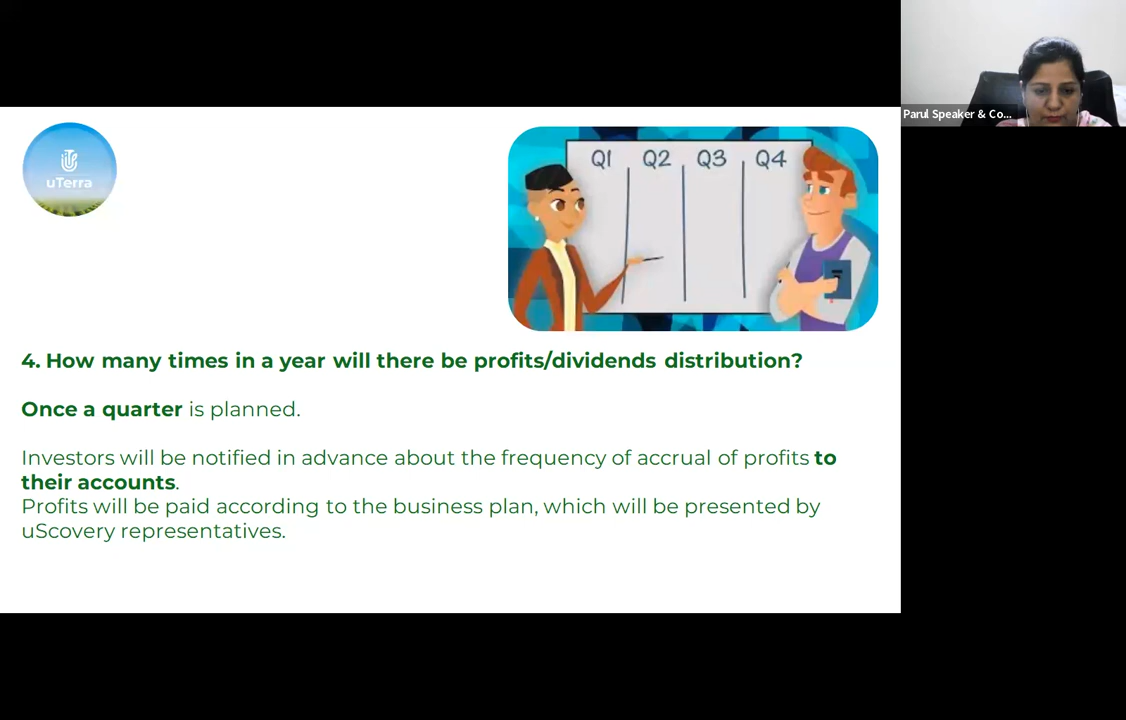 Parul Speaker & Co...
uTerra
Q1 Q2 Q3 Q4
4. How many times in a year will there be profits/dividends distribution?
Once a quarter is planned.
Investors will be notified in advance about the frequency of accrual of profits to
their accounts.
Profits will be paid according to the business plan, which will be presented by
uScovery representatives.